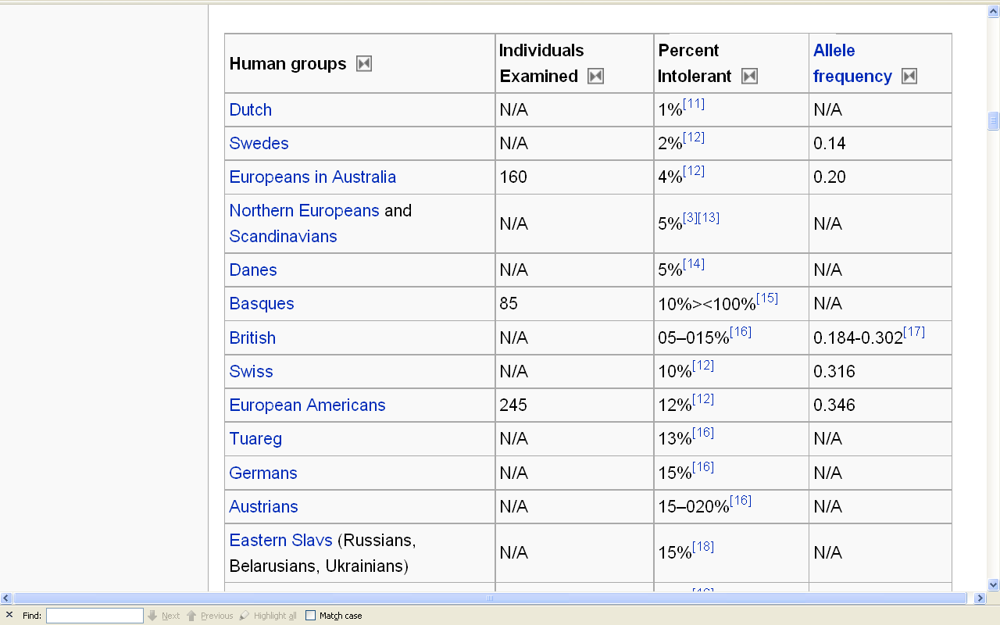 Human groups
Individuals
Examined
Percent
Intolerant
Allele
frequency
Dutch N/A 1%[11] N/A
Swedes N/A 2%[12] 0.14
Europeans in Australia 160 4%[12] 0.20
Northern Europeans and
Scandinavians
N/A 5%[3][13] N/A
Danes N/A 5%[14] N/A
Basques 85 10%><100%[15] N/A
British N/A 05–015%[16] 0.184-0.302[17]
Swiss N/A 10%[12] 0.316
European Americans 245 12%[12] 0.346
Tuareg N/A 13%[16] N/A
Germans N/A 15%[16] N/A
Austrians N/A 15–020%[16] N/A
Eastern Slavs (Russians,
Belarusians, Ukrainians)
N/A 15%[18] N/A
Find: Next Previous Highlight all Match case